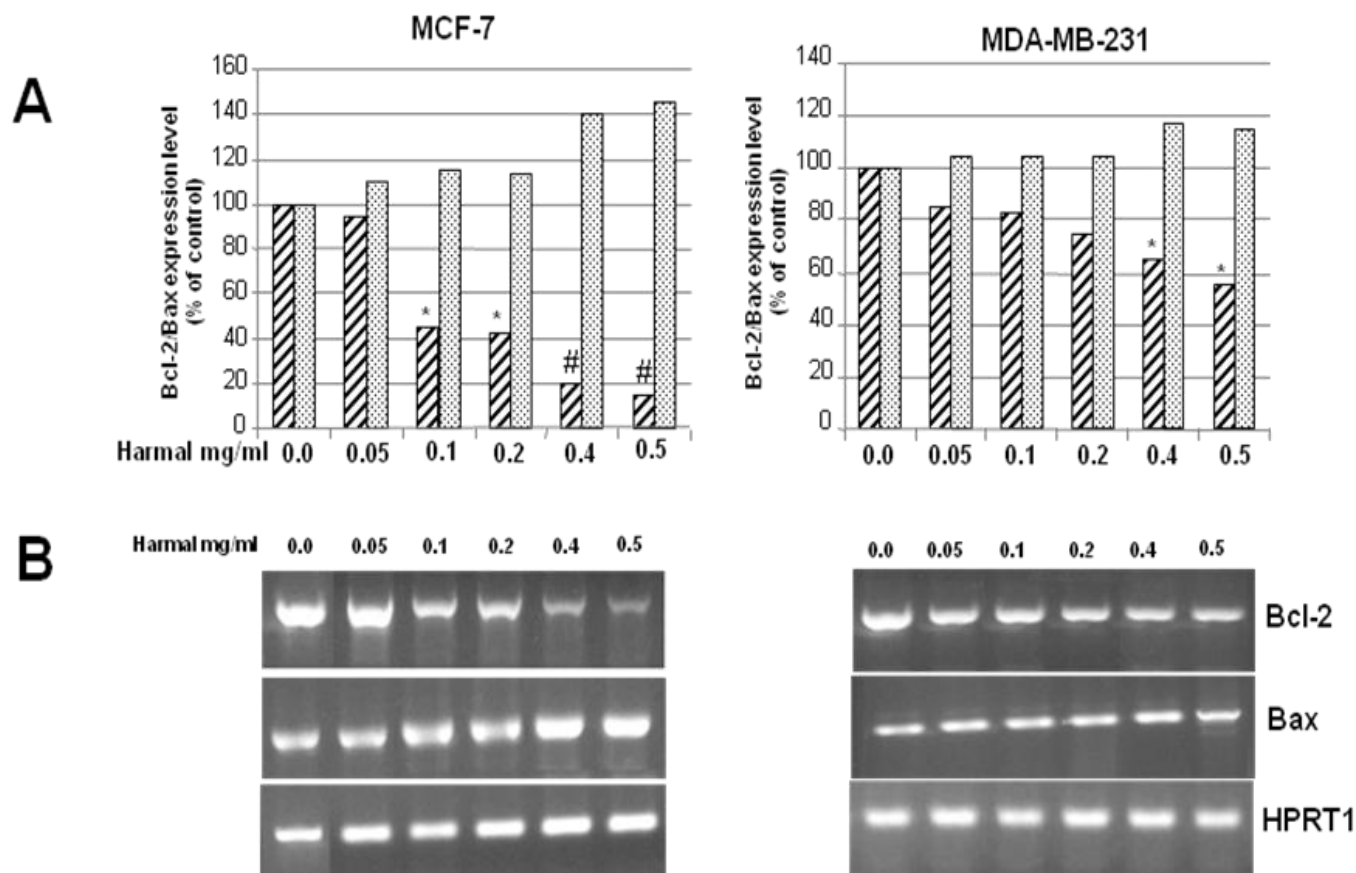 MCF-7
MDA-MB-231
A
Bcl-2/Bax expression level
(% of control)
160
140
120
100
80
60
40
20
0
* * # #
Harmal mg/ml 0.0 0.05 0.1 0.2 0.4 0.5
Bcl-2/Bax expression level
(% of control)
140
120
100
80
60
40
20
0
* *
0.0 0.05 0.1 0.2 0.4 0.5
B
Harmal mg/ml 0.0 0.05 0.1 0.2 0.4 0.5
0.0 0.05 0.1 0.2 0.4 0.5
Bcl-2
Bax
HPRT1